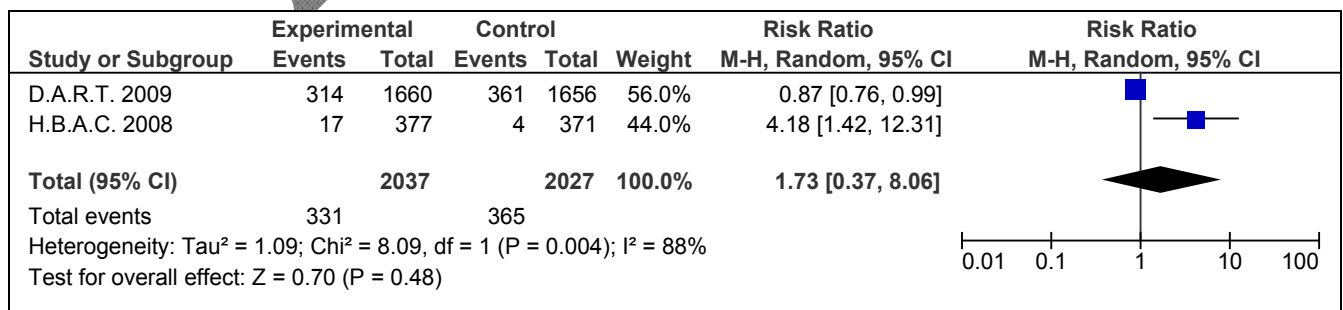 Experimental Control Risk Ratio Risk Ratio
Study or Subgroup Events Total Events Total Weight M-H, Random, 95% CI M-H, Random, 95% CI
D.A.R.T. 2009 314 1660 361 1656 56.0% 0.87 [0.76, 0.99]
H.B.A.C. 2008 17 377 4 371 44.0% 4.18 [1.42, 12.31]
Total (95% CI) 2037 2027 100.0% 1.73 [0.37, 8.06]
Total events 331 365
Heterogeneity: Tau² = 1.09; Chi² = 8.09, df = 1 (P = 0.004); I² = 88%
Test for overall effect: Z = 0.70 (P = 0.48)
0.01 0.1 1 10 100